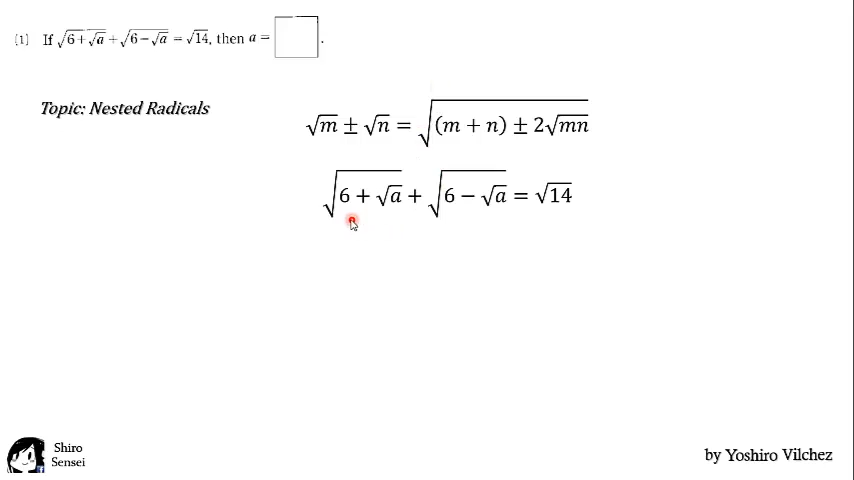 [1] If √(6+√a) + √(6−√a) = √14, then a = .
Topic: Nested Radicals
√m ± √n = √((m + n) ± 2√mn)
√(6 + √a) + √(6 − √a) = √14
Shiro
Sensei
by Yoshiro Vilchez